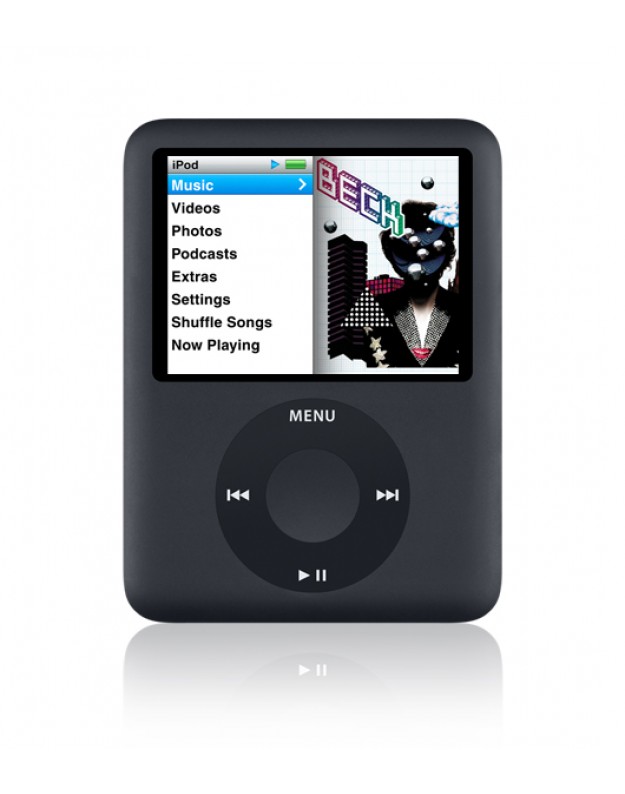 iPod
Music
Videos
Photos
Podcasts
Extras
Settings
Shuffle Songs
Now Playing
BECK
MENU